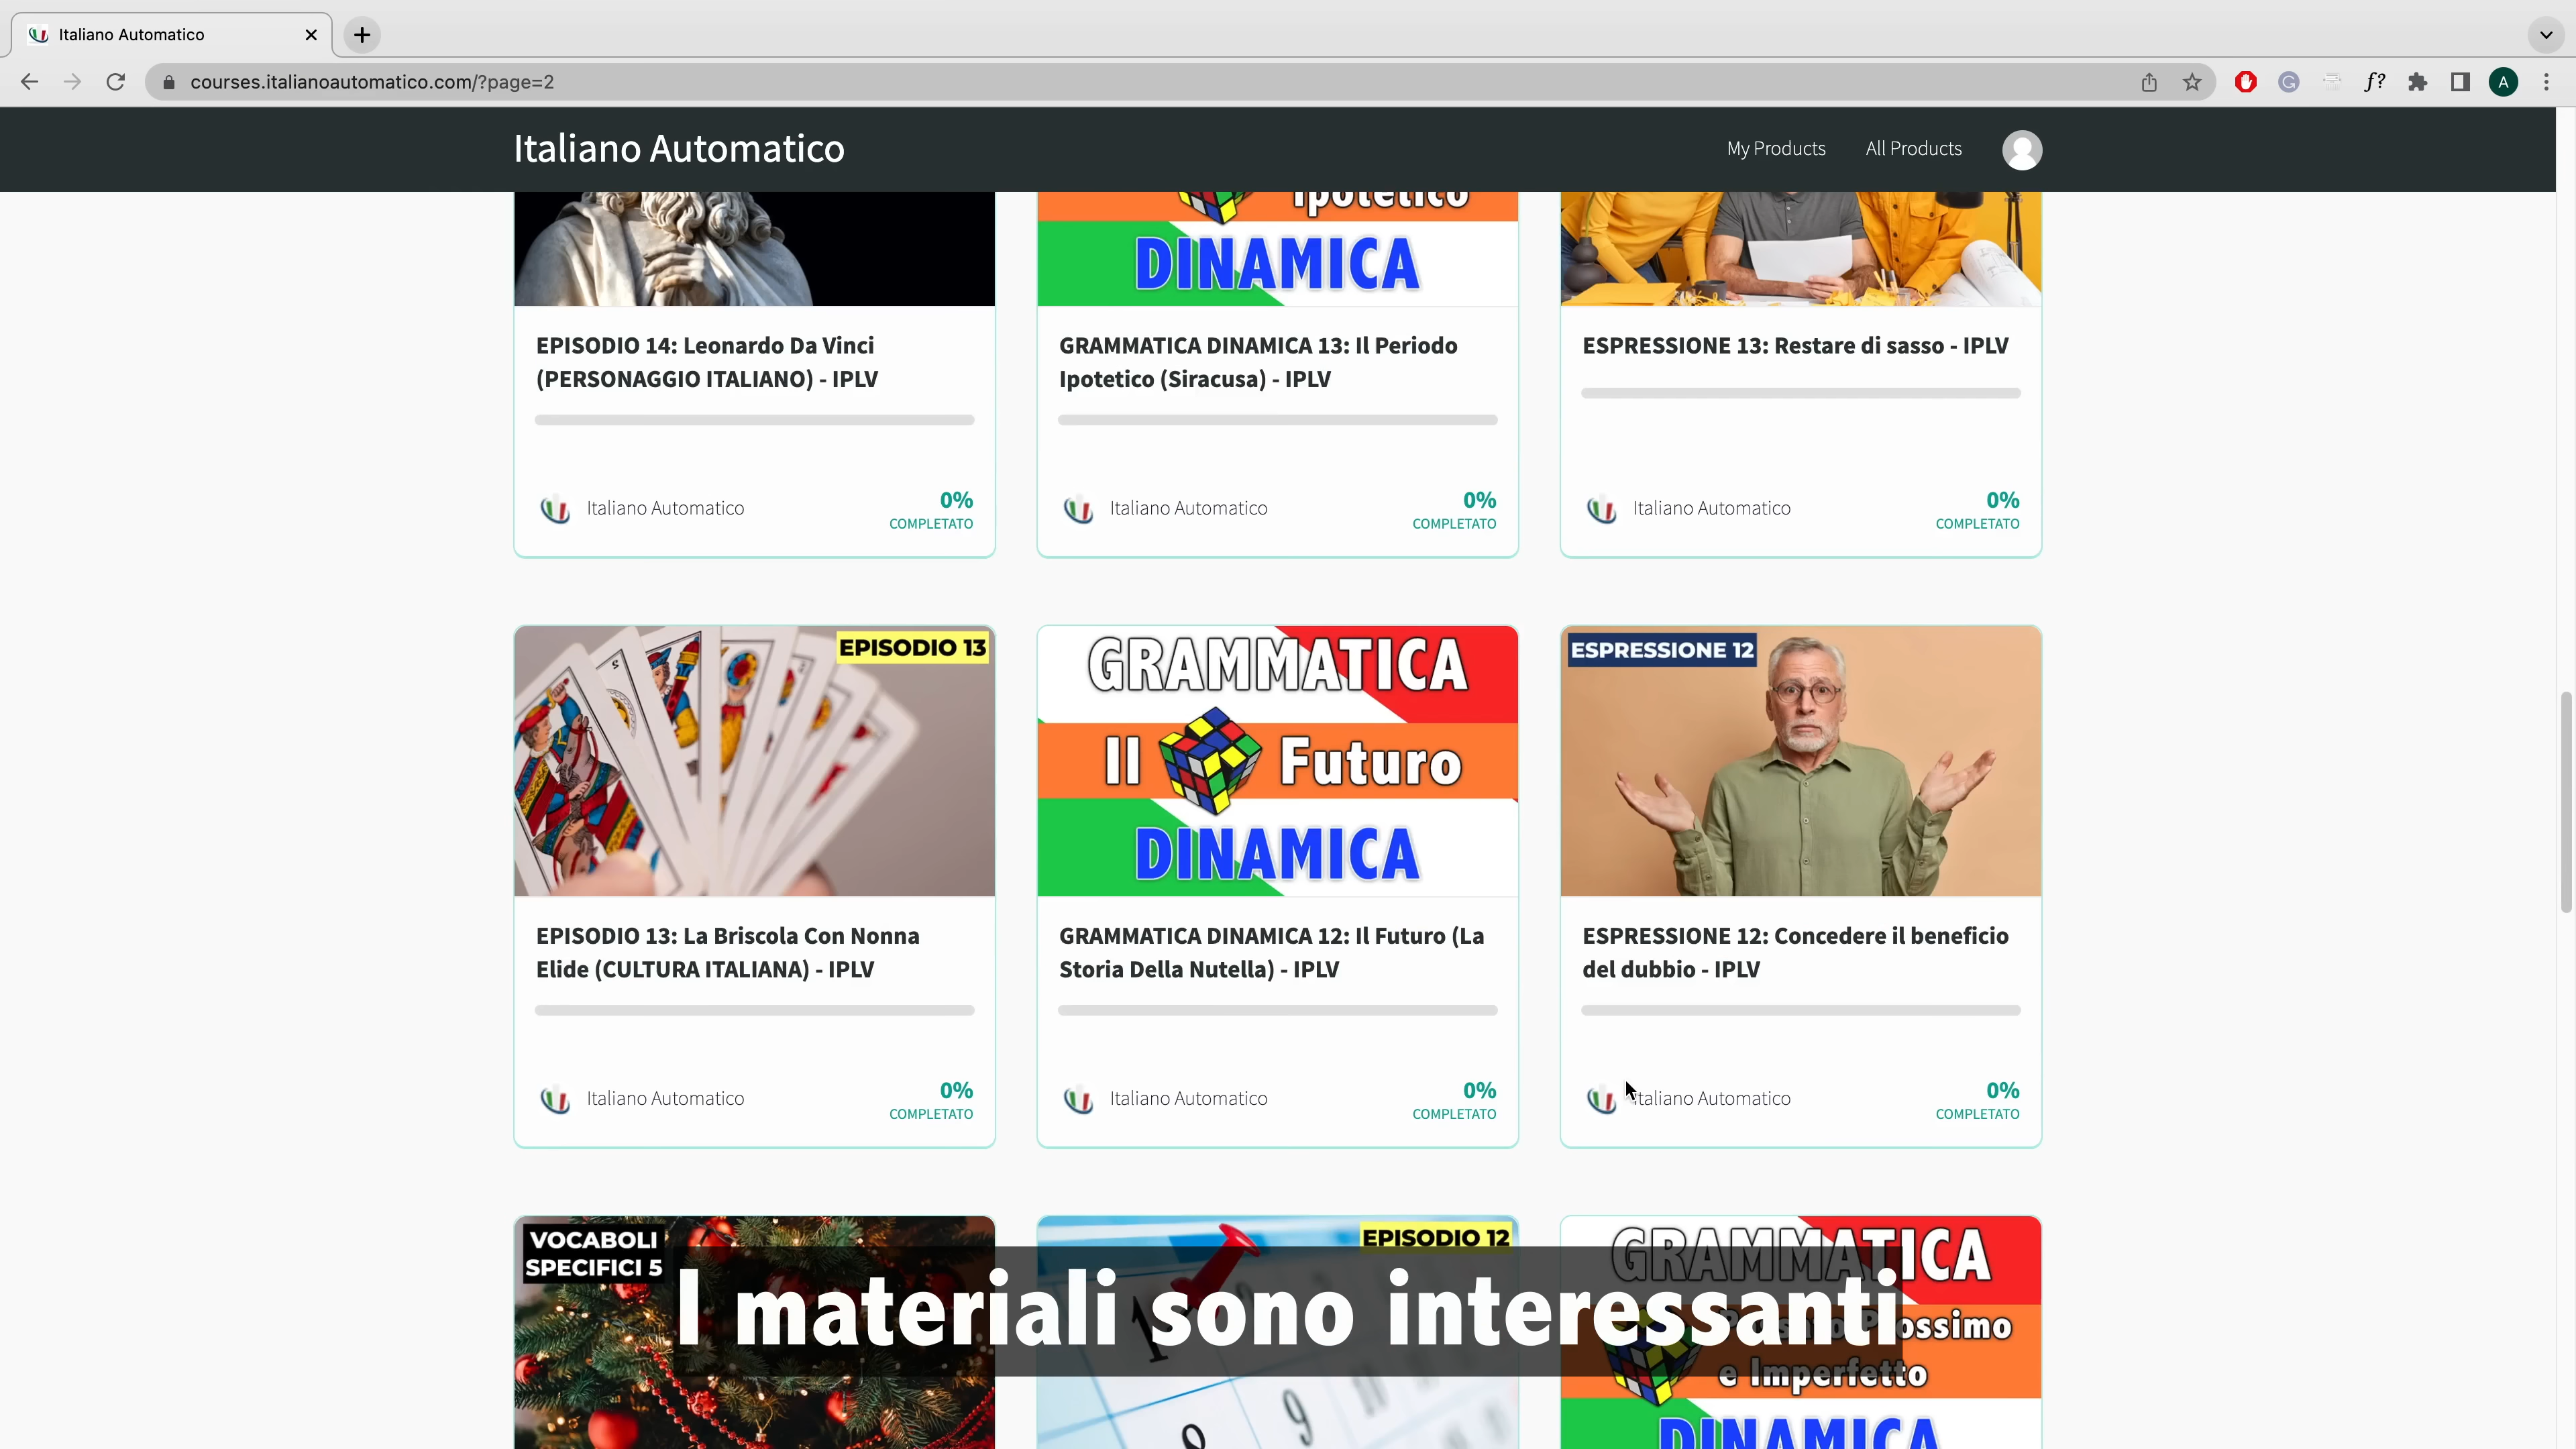 Italiano Automatico
courses.italianoautomatico.com/?page=2
f?
A
Italiano Automatico
My Products
All Products
Ipotetico
DINAMICA
EPISODIO 14: Leonardo Da Vinci
(PERSONAGGIO ITALIANO) - IPLV
Italiano Automatico
0%
COMPLETATO
GRAMMATICA DINAMICA 13: Il Periodo
Ipotetico (Siracusa) - IPLV
Italiano Automatico
0%
COMPLETATO
ESPRESSIONE 13: Restare di sasso - IPLV
Italiano Automatico
0%
COMPLETATO
EPISODIO 13
EPISODIO 13: La Briscola Con Nonna
Elide (CULTURA ITALIANA) - IPLV
Italiano Automatico
0%
COMPLETATO
GRAMMATICA
Il Futuro
DINAMICA
GRAMMATICA DINAMICA 12: Il Futuro (La
Storia Della Nutella) - IPLV
Italiano Automatico
0%
COMPLETATO
ESPRESSIONE 12
ESPRESSIONE 12: Concedere il beneficio
del dubbio - IPLV
Italiano Automatico
0%
COMPLETATO
VOCABOLI
SPECIFICI 5
EPISODIO 12
9
GRAMMATICA
e Imperfetto
DINAMICA
I materiali sono interessanti